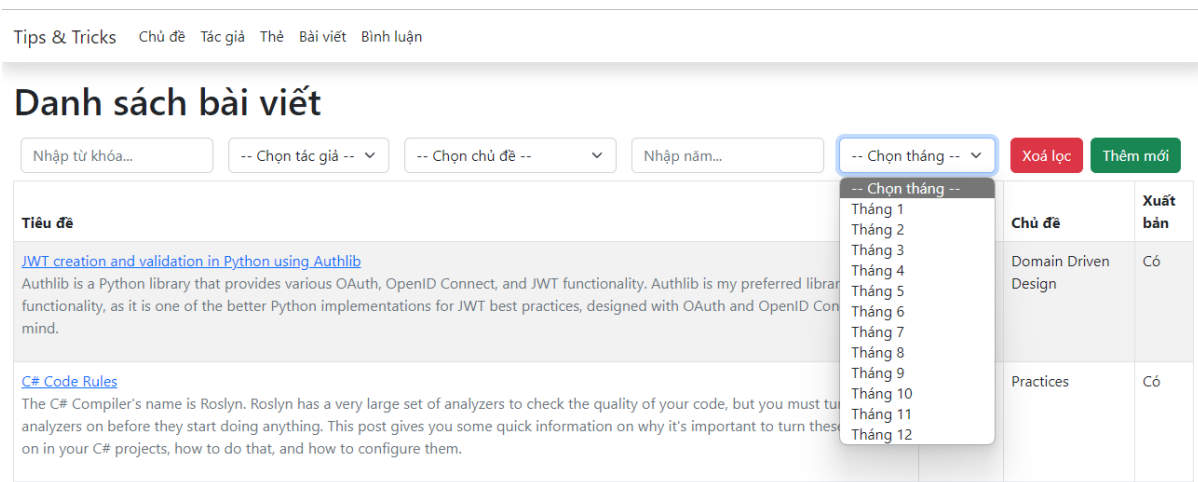 Tips & Tricks Chủ đề Tác giả Thẻ Bài viết Bình luận
Danh sách bài viết
Nhập từ khóa... -- Chọn tác giả -- -- Chọn chủ đề -- Nhập năm... -- Chọn tháng -- Xoá lọc Thêm mới
-- Chọn tháng --
Tháng 1
Tháng 2
Tháng 3
Tháng 4
Tháng 5
Tháng 6
Tháng 7
Tháng 8
Tháng 9
Tháng 10
Tháng 11
Tháng 12
Tiêu đề Chủ đề Xuất
bản
JWT creation and validation in Python using Authlib
Authlib is a Python library that provides various OAuth, OpenID Connect, and JWT functionality. Authlib is my preferred
functionality, as it is one of the better Python implementations for JWT best practices, designed with OAuth and OpenID
mind.
Domain Driven
Design
Có
C# Code Rules
The C# Compiler's name is Roslyn. Roslyn has a very large set of analyzers to check the quality of your code, but you must
analyzers on before they start doing anything. This post gives you some quick information on why it's important to turn
on in your C# projects, how to do that, and how to configure them.
Practices
Có